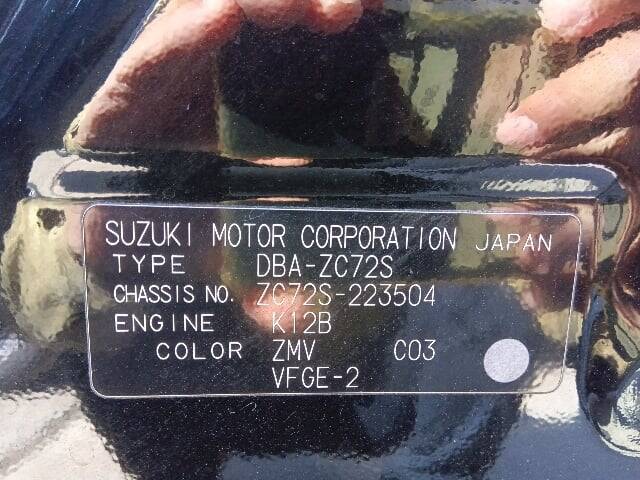 SUZUKI MOTOR CORPORATION JAPAN
TYPE DBA-ZC72S
CHASSIS NO. ZC72S-223504
ENGINE K12B
COLOR ZMV C03
VFGE-2